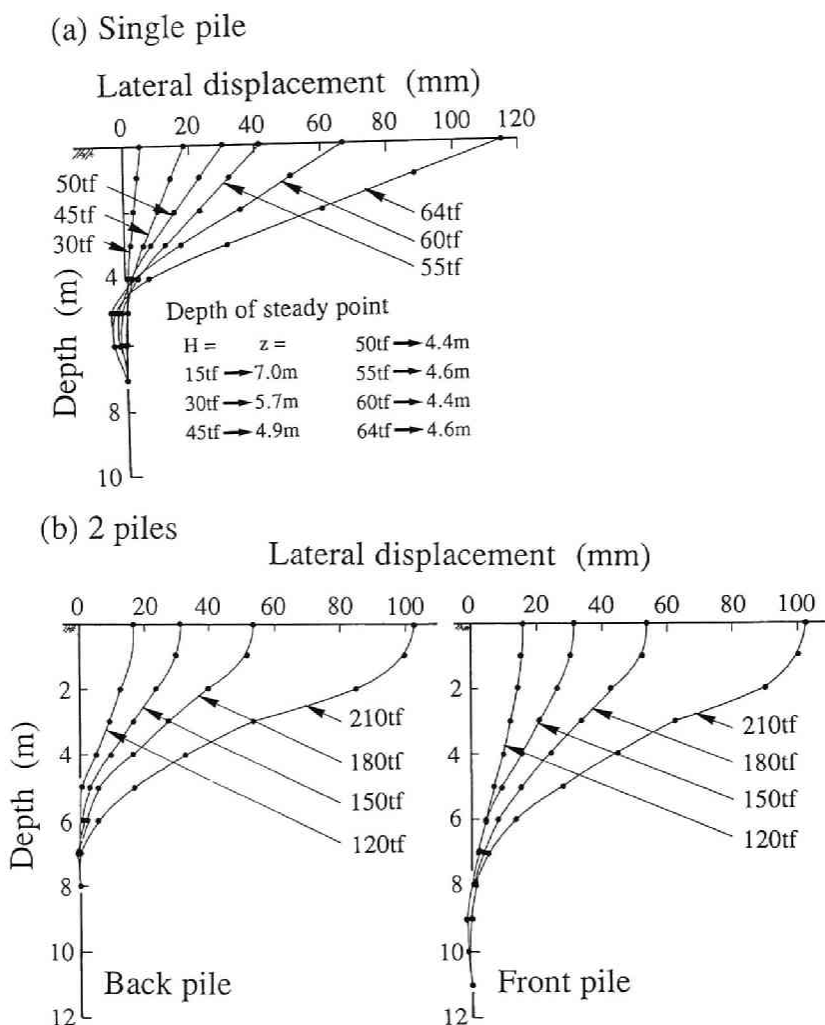 (a) Single pile
Lateral displacement (mm)
0 20 40 60 80 100 120
50tf
45tf
30tf
64tf
60tf
55tf
4
8
10
Depth (m)
Depth of steady point
H = z = 50tf→4.4m
15tf→7.0m 55tf→4.6m
30tf→5.7m 60tf→4.4m
45tf→4.9m 64tf→4.6m
(b) 2 piles
Lateral displacement (mm)
0 20 40 60 80 100
2
4
6
8
10
12
Depth (m)
210tf
180tf
150tf
120tf
Back pile
0 20 40 60 80 100
2
4
6
8
10
12
210tf
180tf
150tf
120tf
Front pile